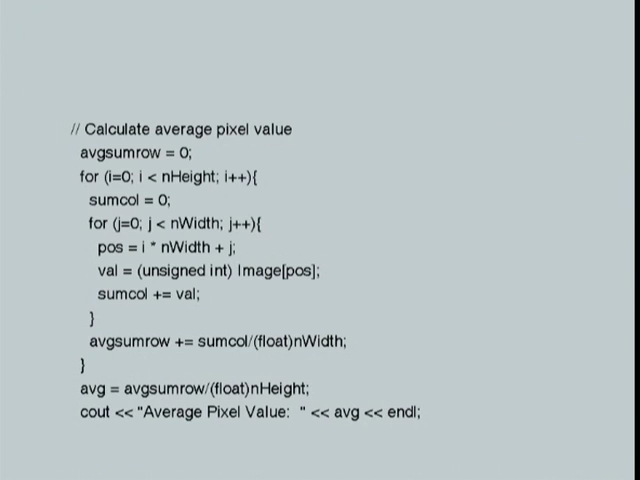 // Calculate average pixel value
avgsumrow = 0;
for (i=0; i < nHeight; i++){
sumcol = 0;
for (j=0; j < nWidth; j++){
pos = i * nWidth + j;
val = (unsigned int) Image[pos];
sumcol += val;
}
avgsumrow += sumcol/(float)nWidth;
}
avg = avgsumrow/(float)nHeight;
cout << "Average Pixel Value:  " << avg << endl;